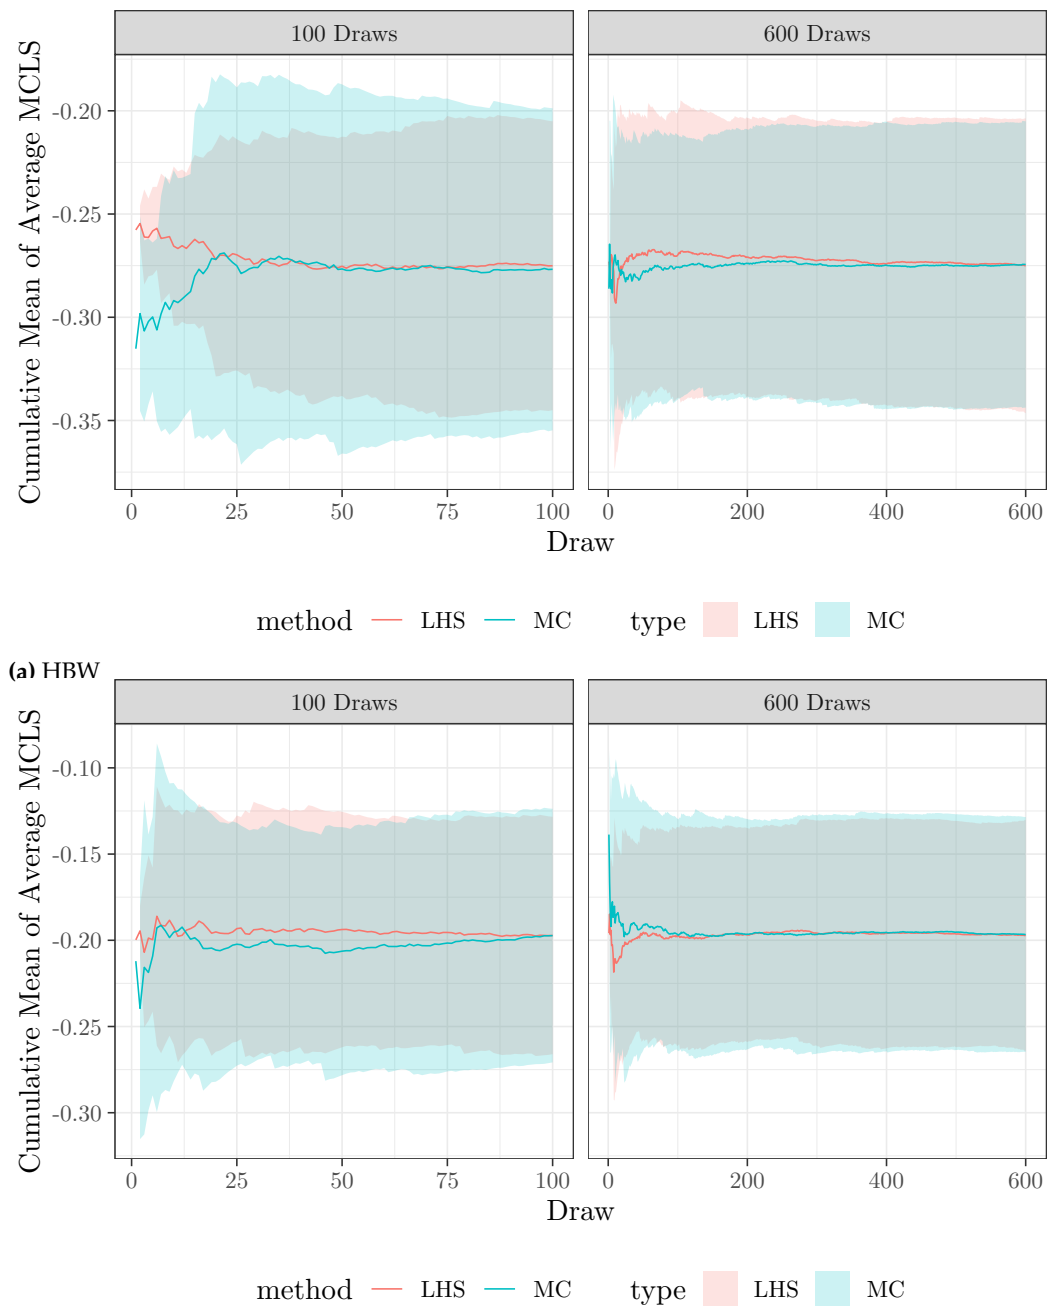 100 Draws 600 Draws
Cumulative Mean of Average MCLS
-0.20
-0.25
-0.30
-0.35
0 25 50 75 100 0 200 400 600
Draw
method LHS MC type LHS MC
(a) HBW
100 Draws 600 Draws
Cumulative Mean of Average MCLS
-0.10
-0.15
-0.20
-0.25
-0.30
0 25 50 75 100 0 200 400 600
Draw
method LHS MC type LHS MC